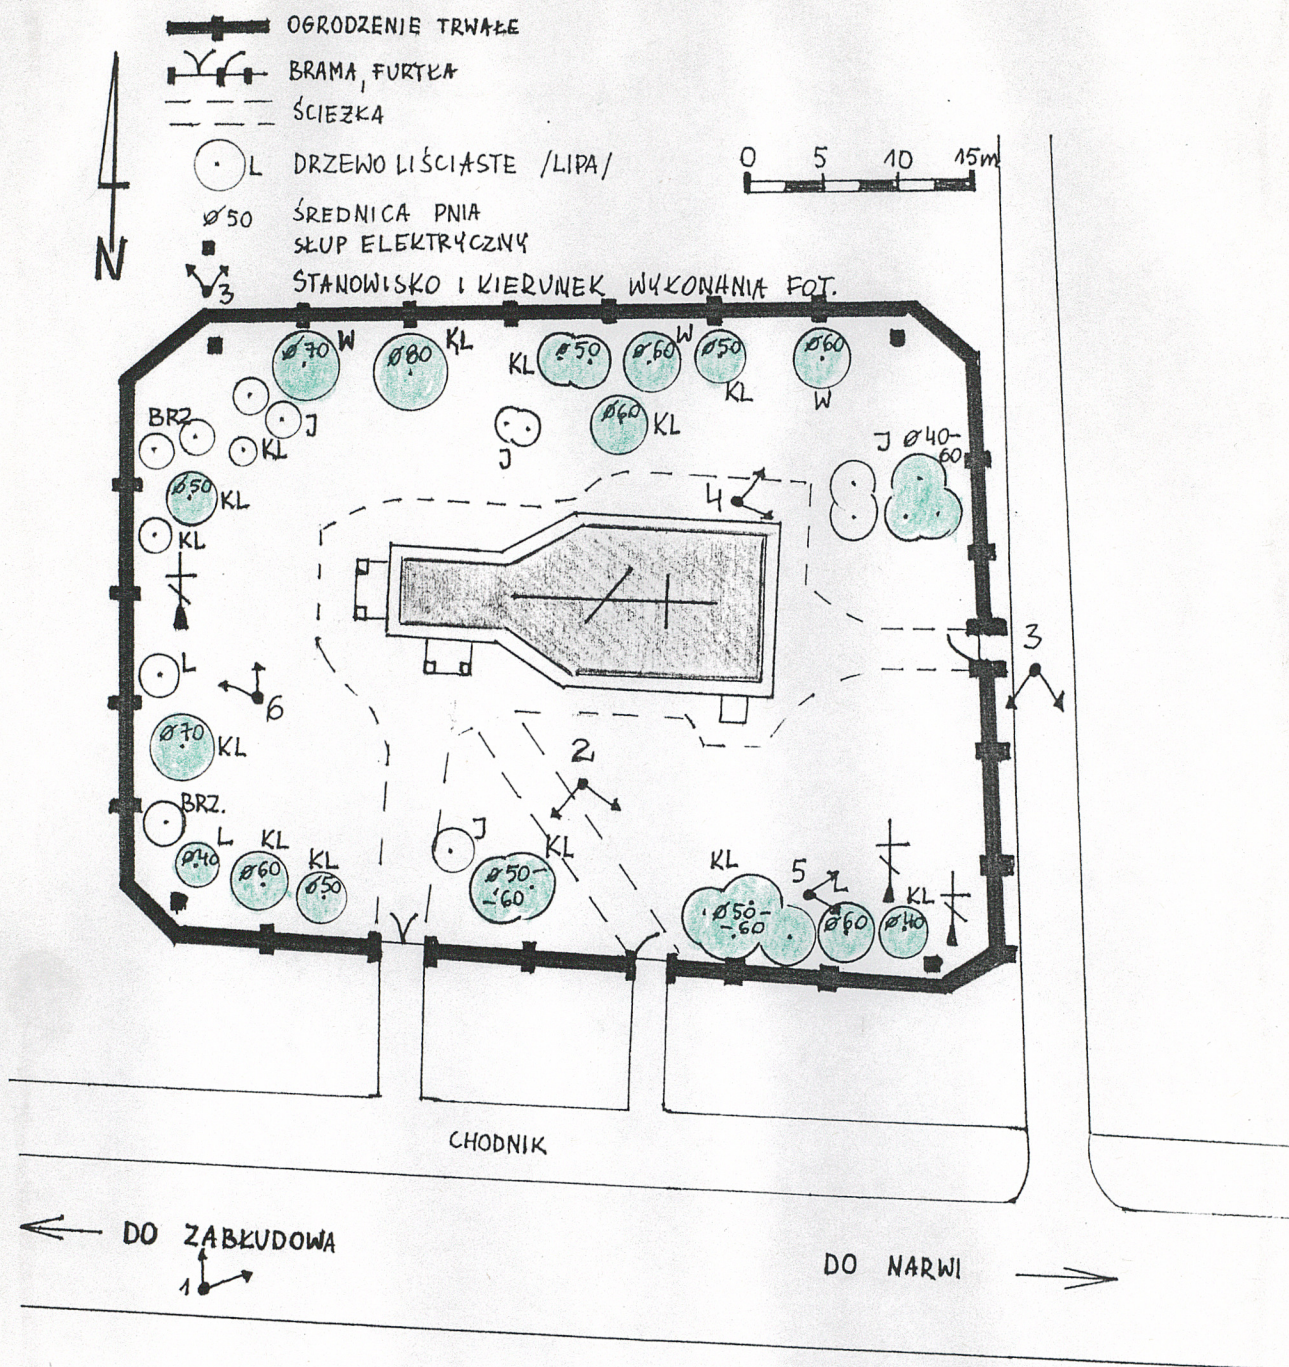 OGRODZENIE TRWAŁE
BRAMA, FURTKA
ŚCIEŻKA
L DRZEWO LIŚCIASTE /LIPA/
0 5 10 15m
ø50 ŚREDNICA PNIA
SŁUP ELEKTRYCZNY
N
3 STANOWISKO I KIERUNEK WYKONANIA FOT.
ø70 W
ø80 KL
KL ø50
ø60 W
ø50 KL
ø60 W
BRZ
J
KL
J
ø60 KL
J ø40-
60
ø50 KL
KL
4
3
L
6
ø70 KL
2
BRZ.
L ø40
KL ø60
KL ø50
J
KL
ø50-
-60
KL
ø50-
-60
5
L
ø60
KL
ø40
CHODNIK
DO ZABŁUDOWA
1
DO NARWI